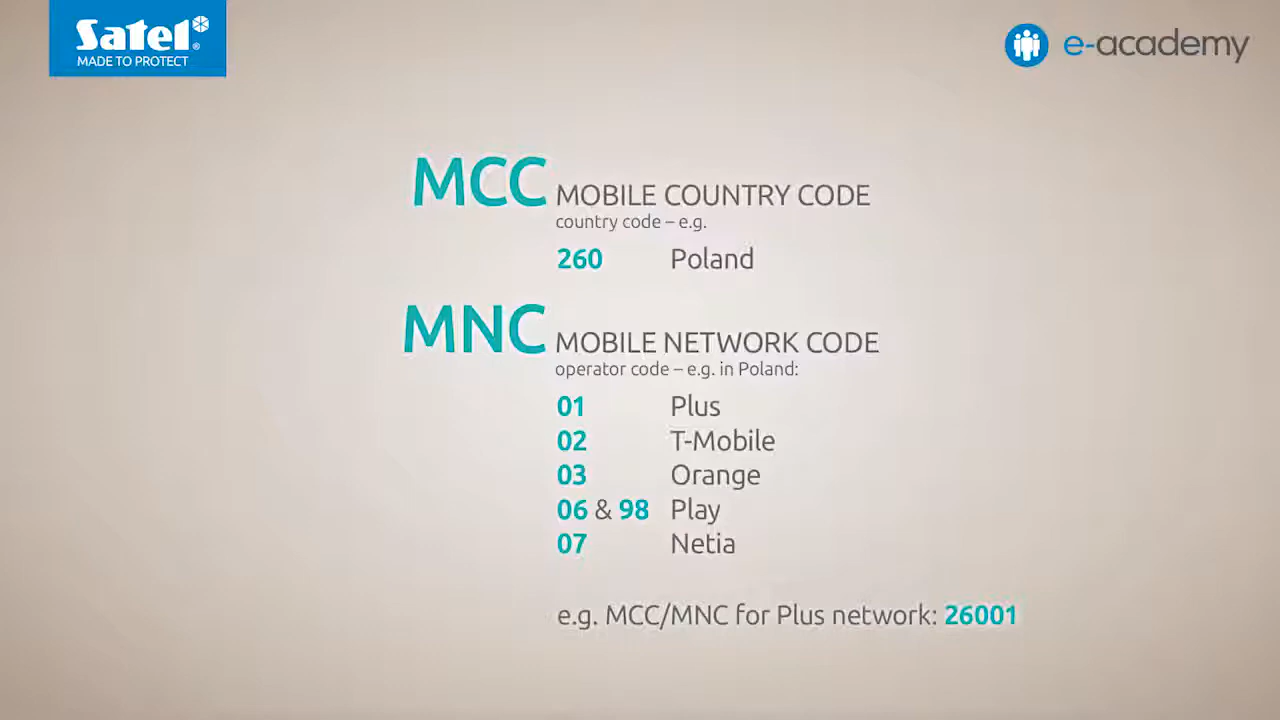 Satel®
MADE TO PROTECT
e-academy
MCC MOBILE COUNTRY CODE
country code – e.g.
260 Poland
MNC MOBILE NETWORK CODE
operator code – e.g. in Poland:
01 Plus
02 T-Mobile
03 Orange
06 & 98 Play
07 Netia
e.g. MCC/MNC for Plus network: 26001